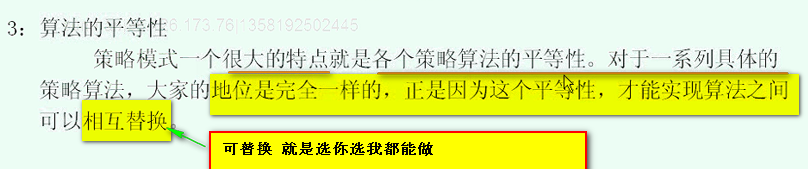 3：算法的平等性
策略模式一个很大的特点就是各个策略算法的平等性。对于一系列具体的
策略算法，大家的地位是完全一样的，正是因为这个平等性，才能实现算法之间
可以相互替换。
可替换 就是选你选我都能做